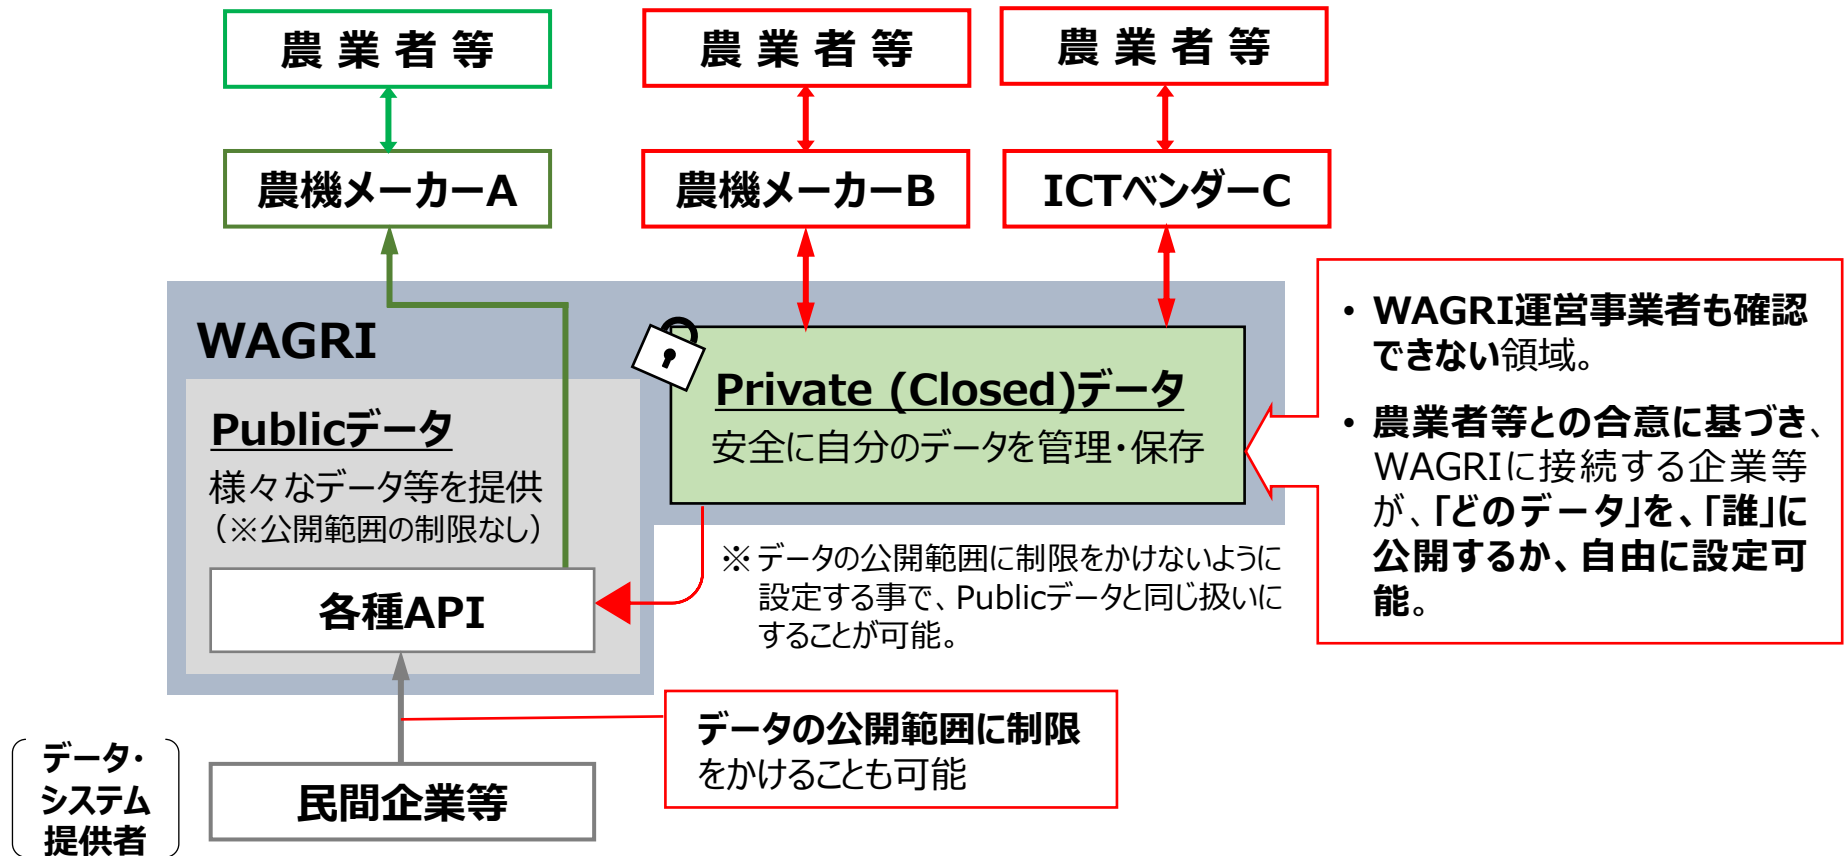 農業者等
農業者等
農業者等
農機メーカーA
農機メーカーB
ICTベンダーC
WAGRI
Publicデータ
様々なデータ等を提供
（※公開範囲の制限なし）
各種API
Private (Closed)データ
安全に自分のデータを管理・保存
・WAGRI運営事業者も確認
できない領域。
・農業者等との合意に基づき、
WAGRIに接続する企業等
が、「どのデータ」を、「誰」に
公開するか、自由に設定可
能。
※データの公開範囲に制限をかけないように
設定する事で、Publicデータと同じ扱いに
することが可能。
データの公開範囲に制限
をかけることも可能
データ・
システム
提供者
民間企業等